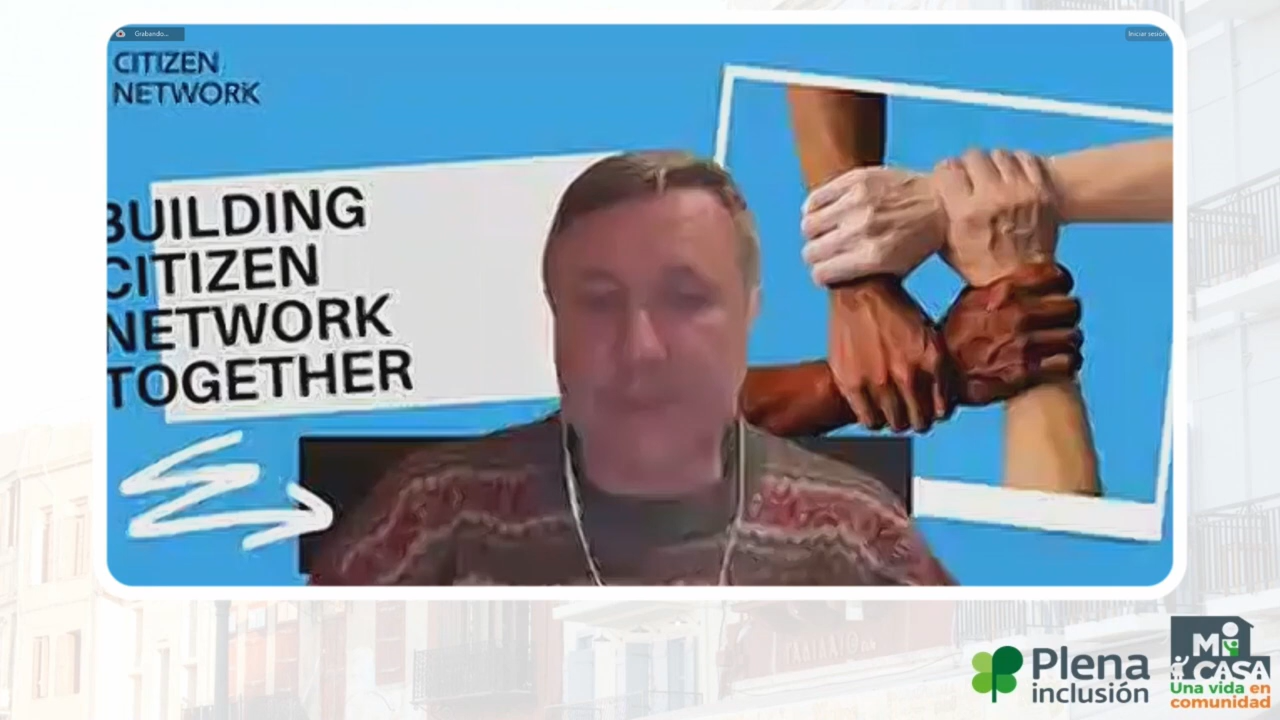 Grabando...
Iniciar sesión
CITIZEN
NETWORK
BUILDING
CITIZEN
NETWORK
TOGETHER
Plena
inclusión
Mi
CASA
Una vida en
comunidad